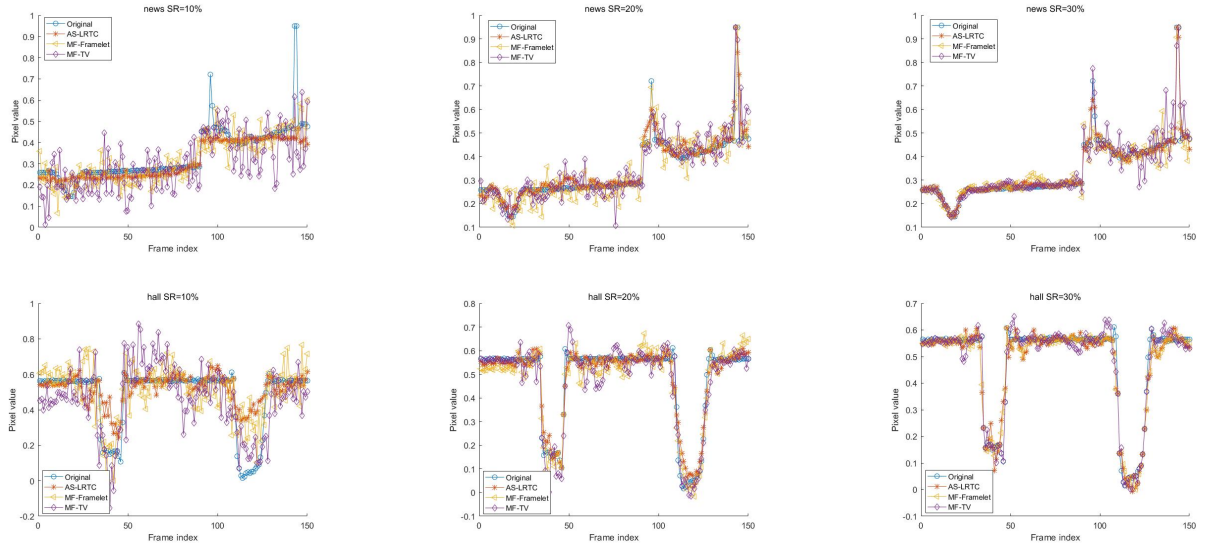 news SR=10%
1
0.9
0.8
0.7
0.6
0.5
0.4
0.3
0.2
0.1
0
Pixel value
Original
AS-LRTC
MF-Framelet
MF-TV
0 50 100 150
Frame index
news SR=20%
1
0.9
0.8
0.7
0.6
0.5
0.4
0.3
0.2
0.1
Pixel value
Original
AS-LRTC
MF-Framelet
MF-TV
0 50 100 150
Frame index
news SR=30%
1
0.9
0.8
0.7
0.6
0.5
0.4
0.3
0.2
0.1
Pixel value
Original
AS-LRTC
MF-Framelet
MF-TV
0 50 100 150
Frame index
hall SR=10%
1
0.8
0.6
0.4
0.2
0
-0.2
Pixel value
Original
AS-LRTC
MF-Framelet
MF-TV
0 50 100 150
Frame index
hall SR=20%
0.8
0.7
0.6
0.5
0.4
0.3
0.2
0.1
0
-0.1
Pixel value
Original
AS-LRTC
MF-Framelet
MF-TV
0 50 100 150
Frame index
hall SR=30%
0.7
0.6
0.5
0.4
0.3
0.2
0.1
0
-0.1
Pixel value
Original
AS-LRTC
MF-Framelet
MF-TV
0 50 100 150
Frame index